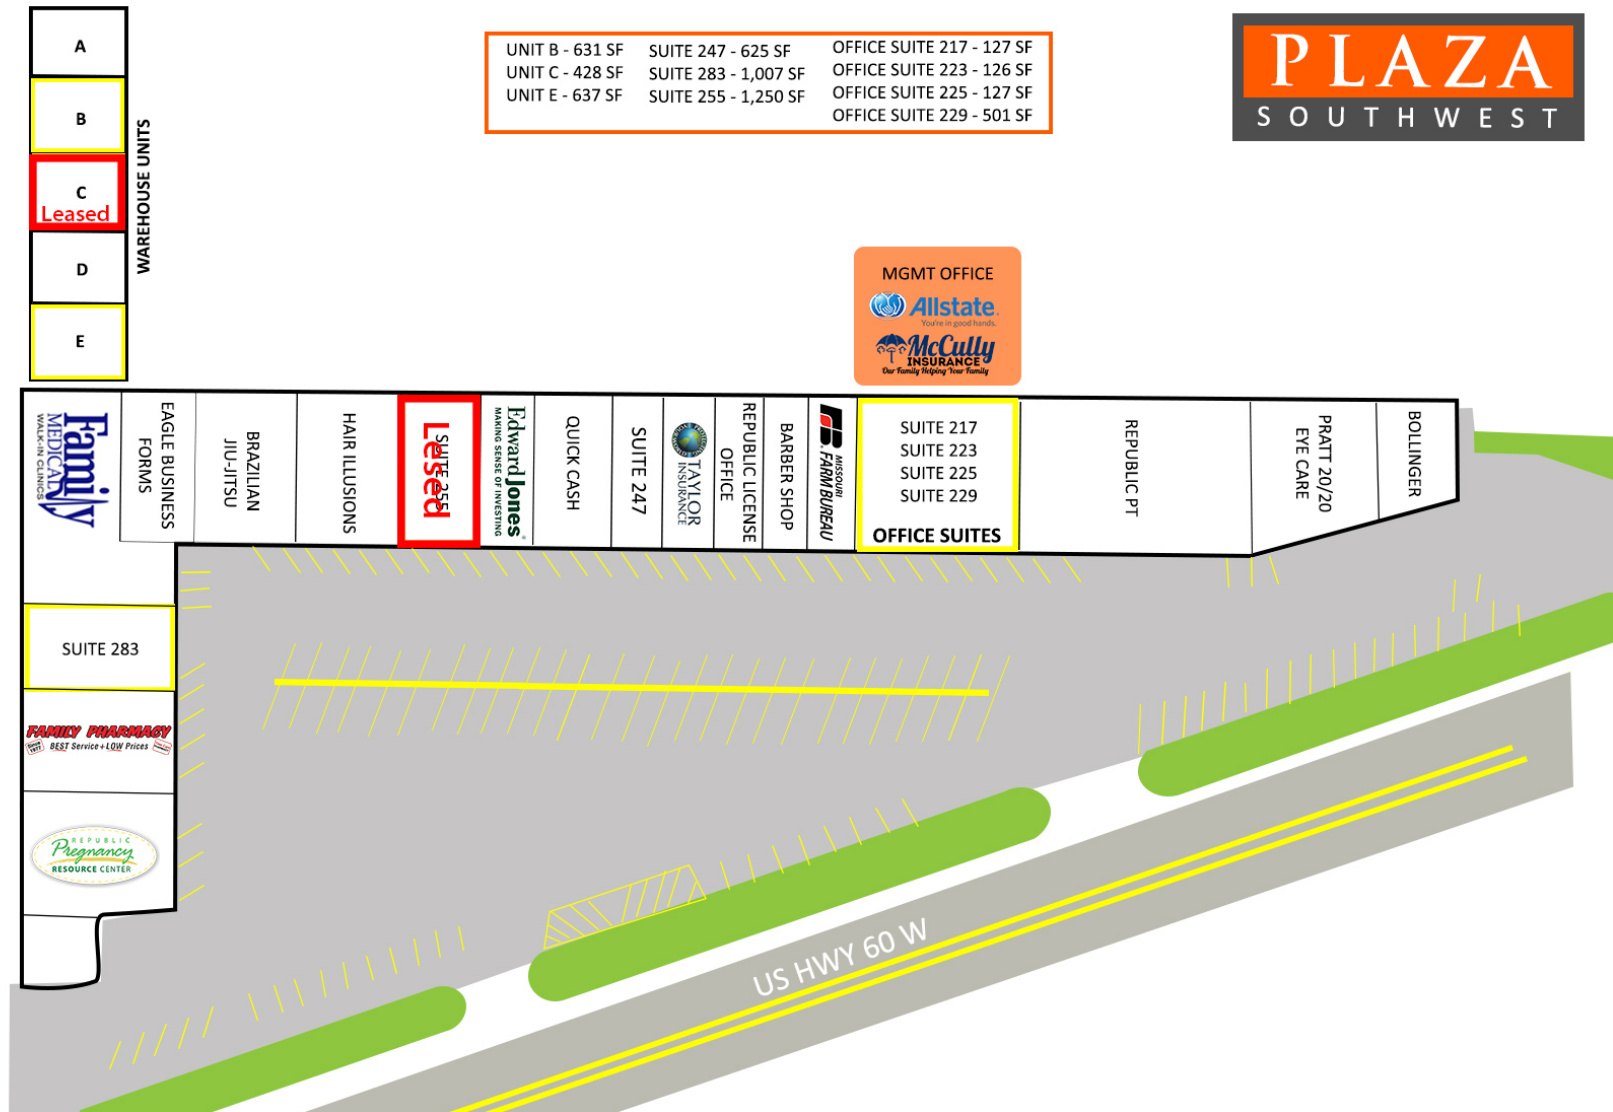 A
B
C
Leased
D
E
WAREHOUSE UNITS
UNIT B - 631 SF
UNIT C - 428 SF
UNIT E - 637 SF
SUITE 247 - 625 SF
SUITE 283 - 1,007 SF
SUITE 255 - 1,250 SF
OFFICE SUITE 217 - 127 SF
OFFICE SUITE 223 - 126 SF
OFFICE SUITE 225 - 127 SF
OFFICE SUITE 229 - 501 SF
PLAZA
SOUTHWEST
MGMT OFFICE
Allstate.
You're in good hands.
McCully
INSURANCE
Our Family Helping Your Family
Family
MEDICAL
WALK-IN CLINICS
EAGLE BUSINESS
FORMS
BRAZILIAN
JIU-JITSU
HAIR ILLUSIONS
SUITE 255
Leased
Edward Jones
MAKING SENSE OF INVESTING
QUICK CASH
SUITE 247
TAYLOR
INSURANCE
REPUBLIC LICENSE
OFFICE
BARBER SHOP
MISSOURI
FARM BUREAU
SUITE 217
SUITE 223
SUITE 225
SUITE 229
OFFICE SUITES
REPUBLIC PT
PRATT 20/20
EYE CARE
BOLLINGER
SUITE 283
FAMILY PHARMACY
Since 1977
BEST Service + LOW Prices
REPUBLIC
Pregnancy
RESOURCE CENTER
US HWY 60 W